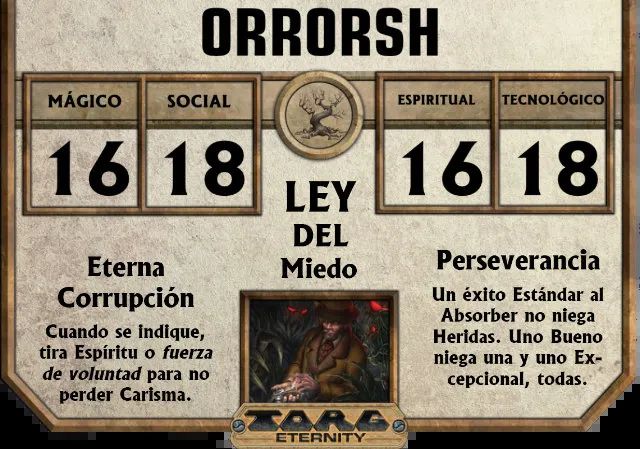 ORRORSH
MÁGICO
SOCIAL
ESPIRITUAL
TECNOLÓGICO
16
18
16
18
LEY
DEL
Miedo
Eterna
Corrupción
Cuando se indique,
tira Espíritu o fuerza
de voluntad para no
perder Carisma.
Perseverancia
Un éxito Estándar al
Absorber no niega
Heridas. Uno Bueno
niega una y uno Ex-
cepcional, todas.
TORG
ETERNITY